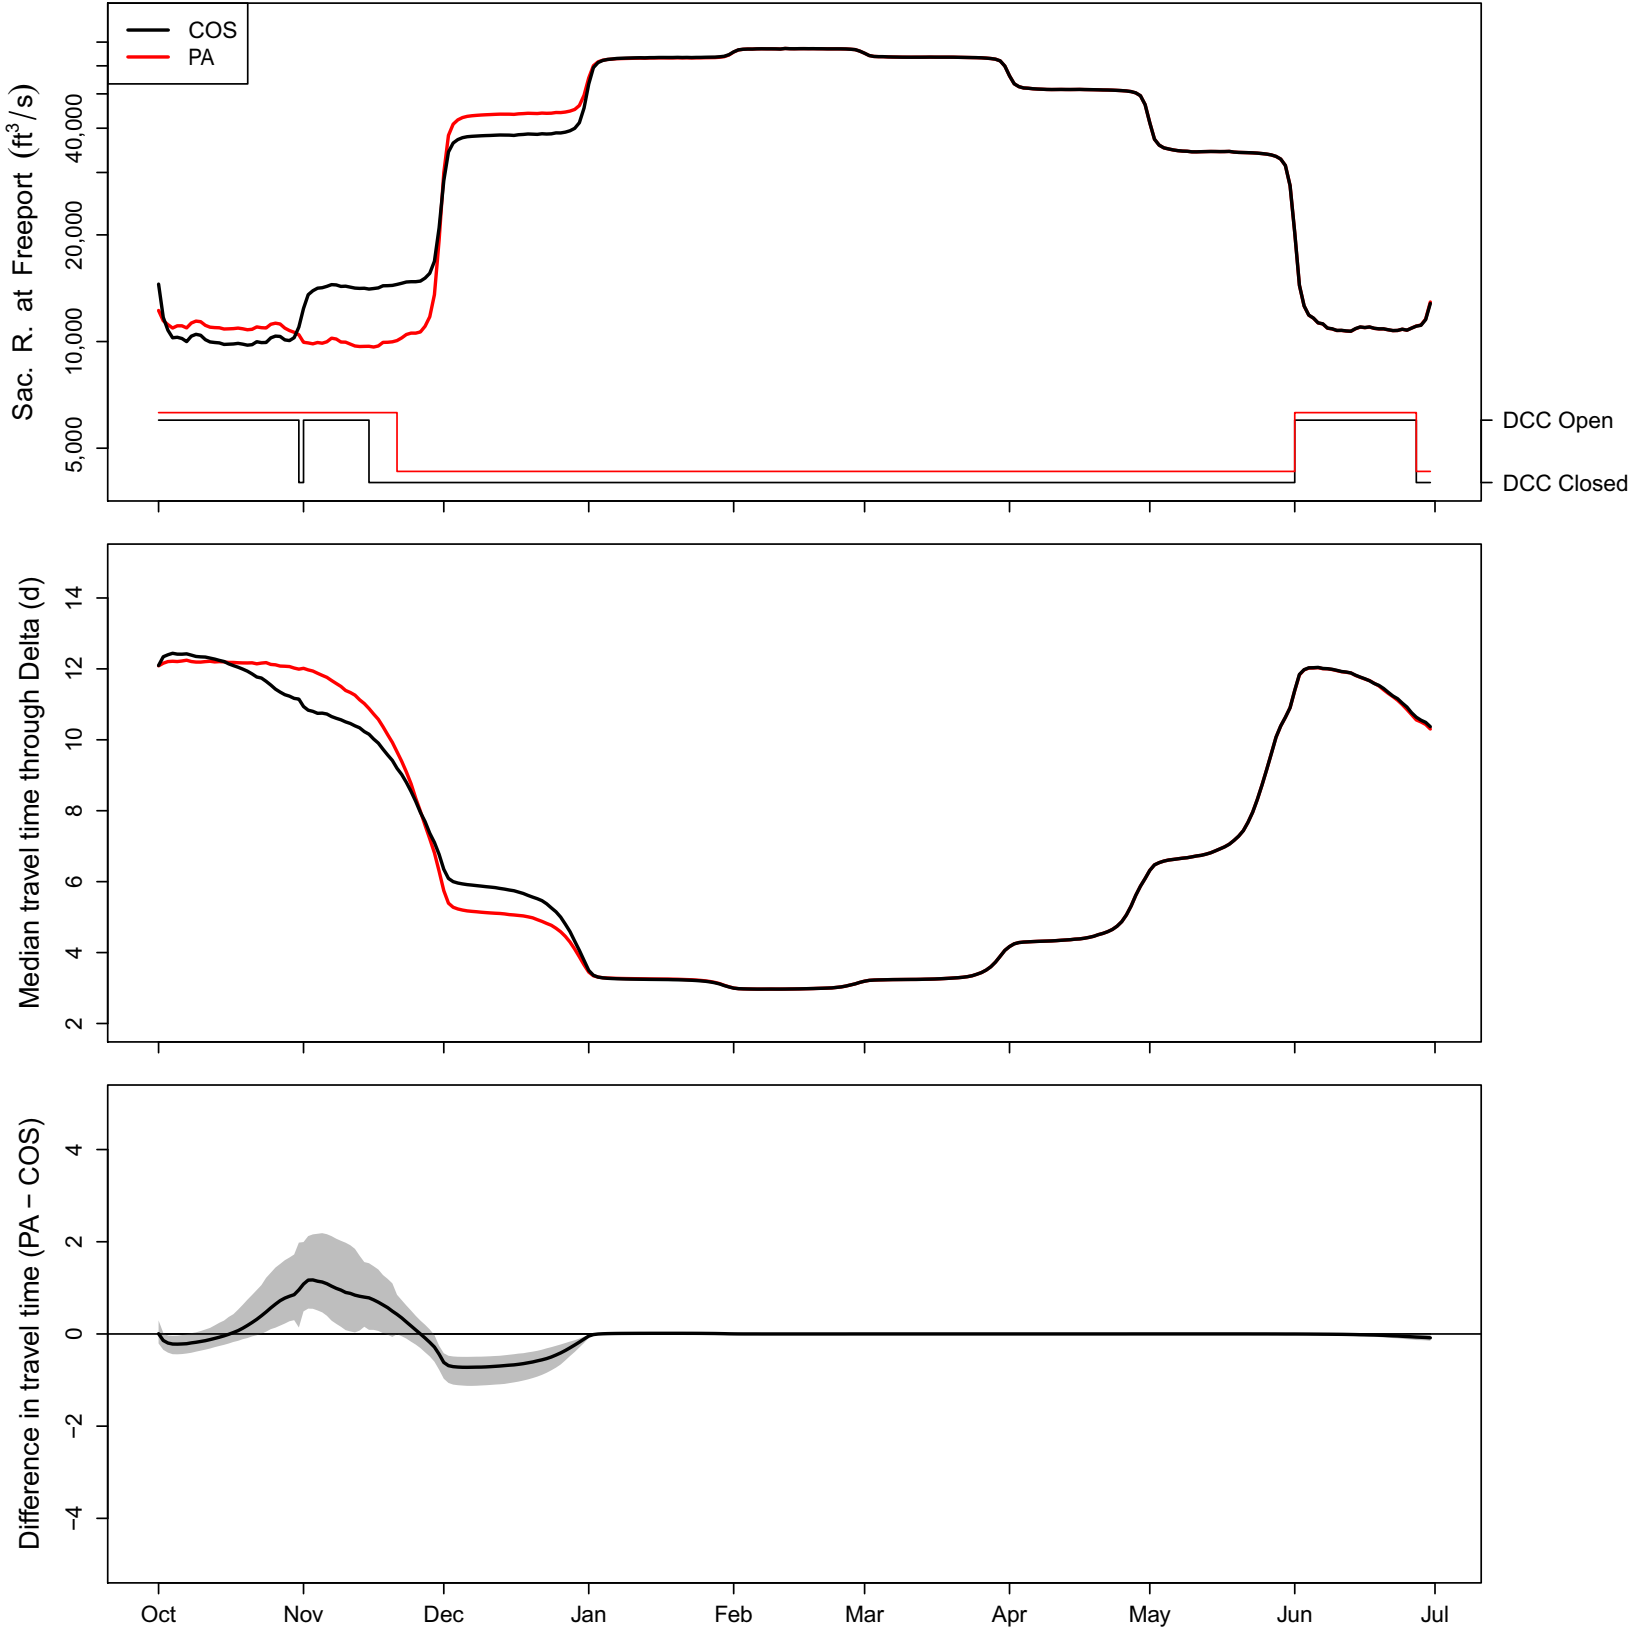 COS
PA
Sac. R. at Freeport (ft³/s)
40,000
20,000
10,000
5,000
DCC Open
DCC Closed
Median travel time through Delta (d)
14
12
10
8
6
4
2
Difference in travel time (PA − COS)
4
2
0
−2
−4
Oct Nov Dec Jan Feb Mar Apr May Jun Jul